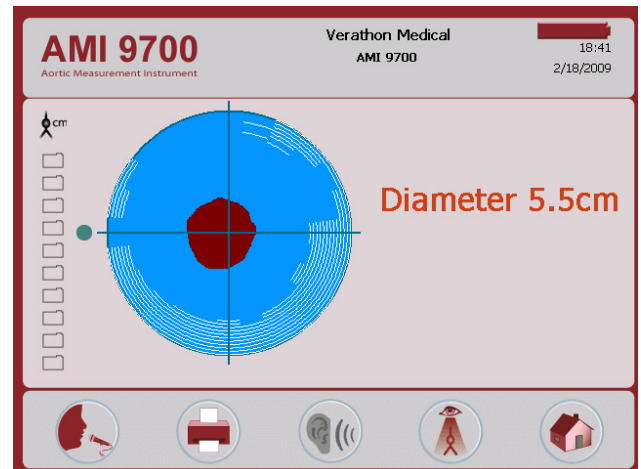 AMI 9700
Aortic Measurement Instrument
Verathon Medical
AMI 9700
18:41
2/18/2009
cm
Diameter 5.5cm